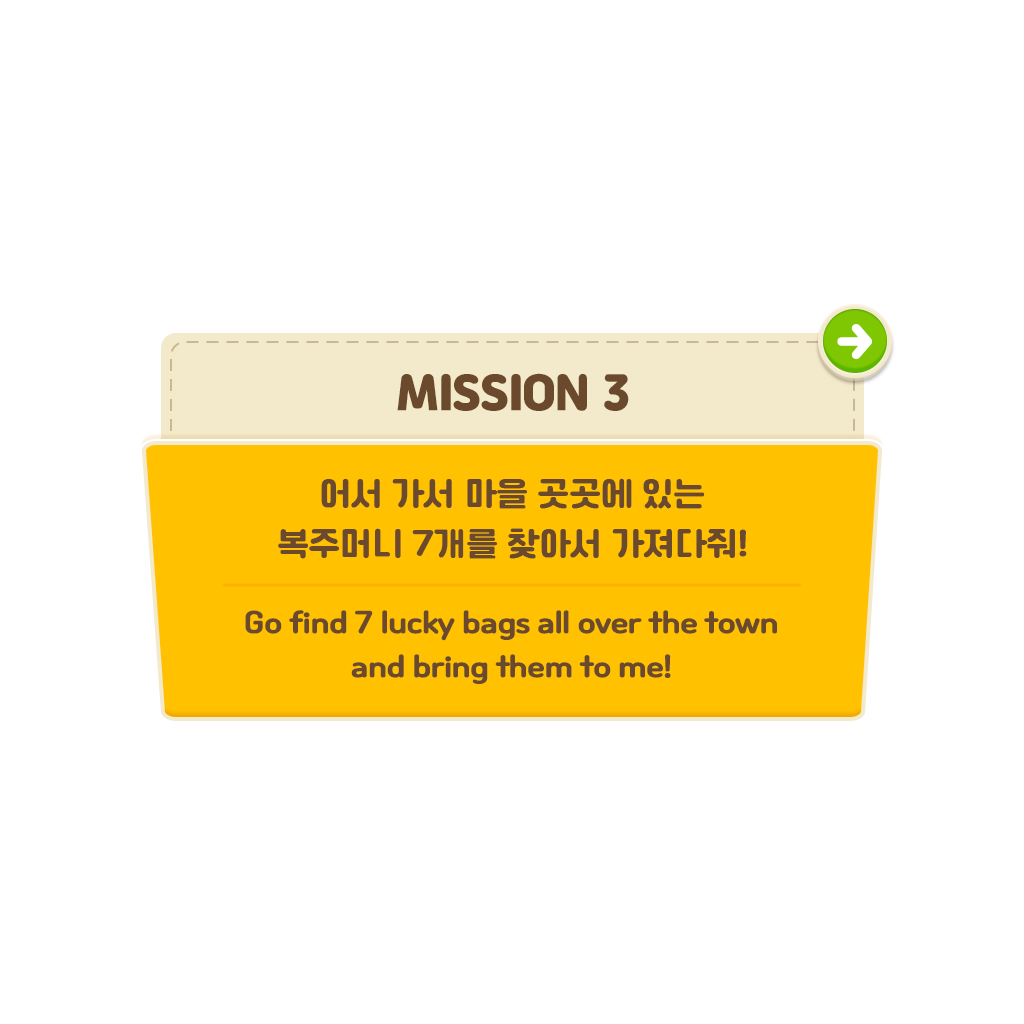 MISSION 3
어서 가서 마을 곳곳에 있는
복주머니 7개를 찾아서 가져다줘!
Go find 7 lucky bags all over the town
and bring them to me!